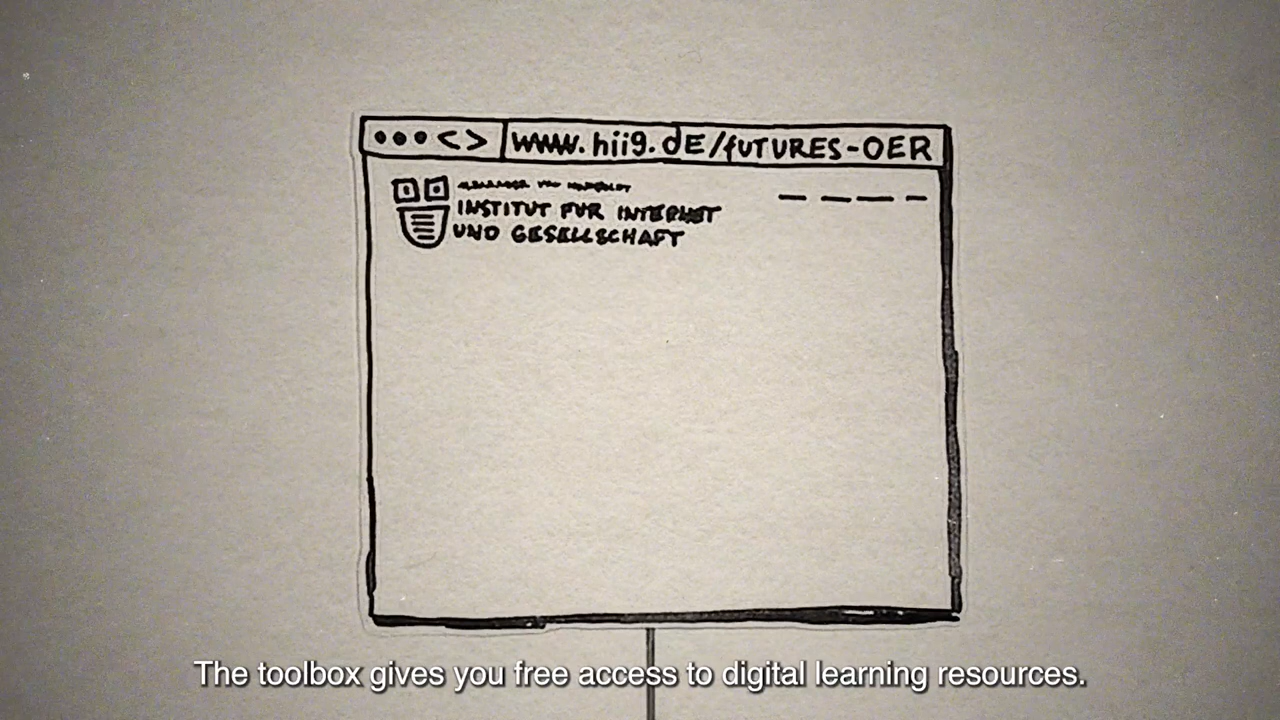 <> www.hiig.dE/fUTURES-OER
INSTITUT FUR INTERNET
UND GESELLSCHAFT
The toolbox gives you free access to digital learning resources.